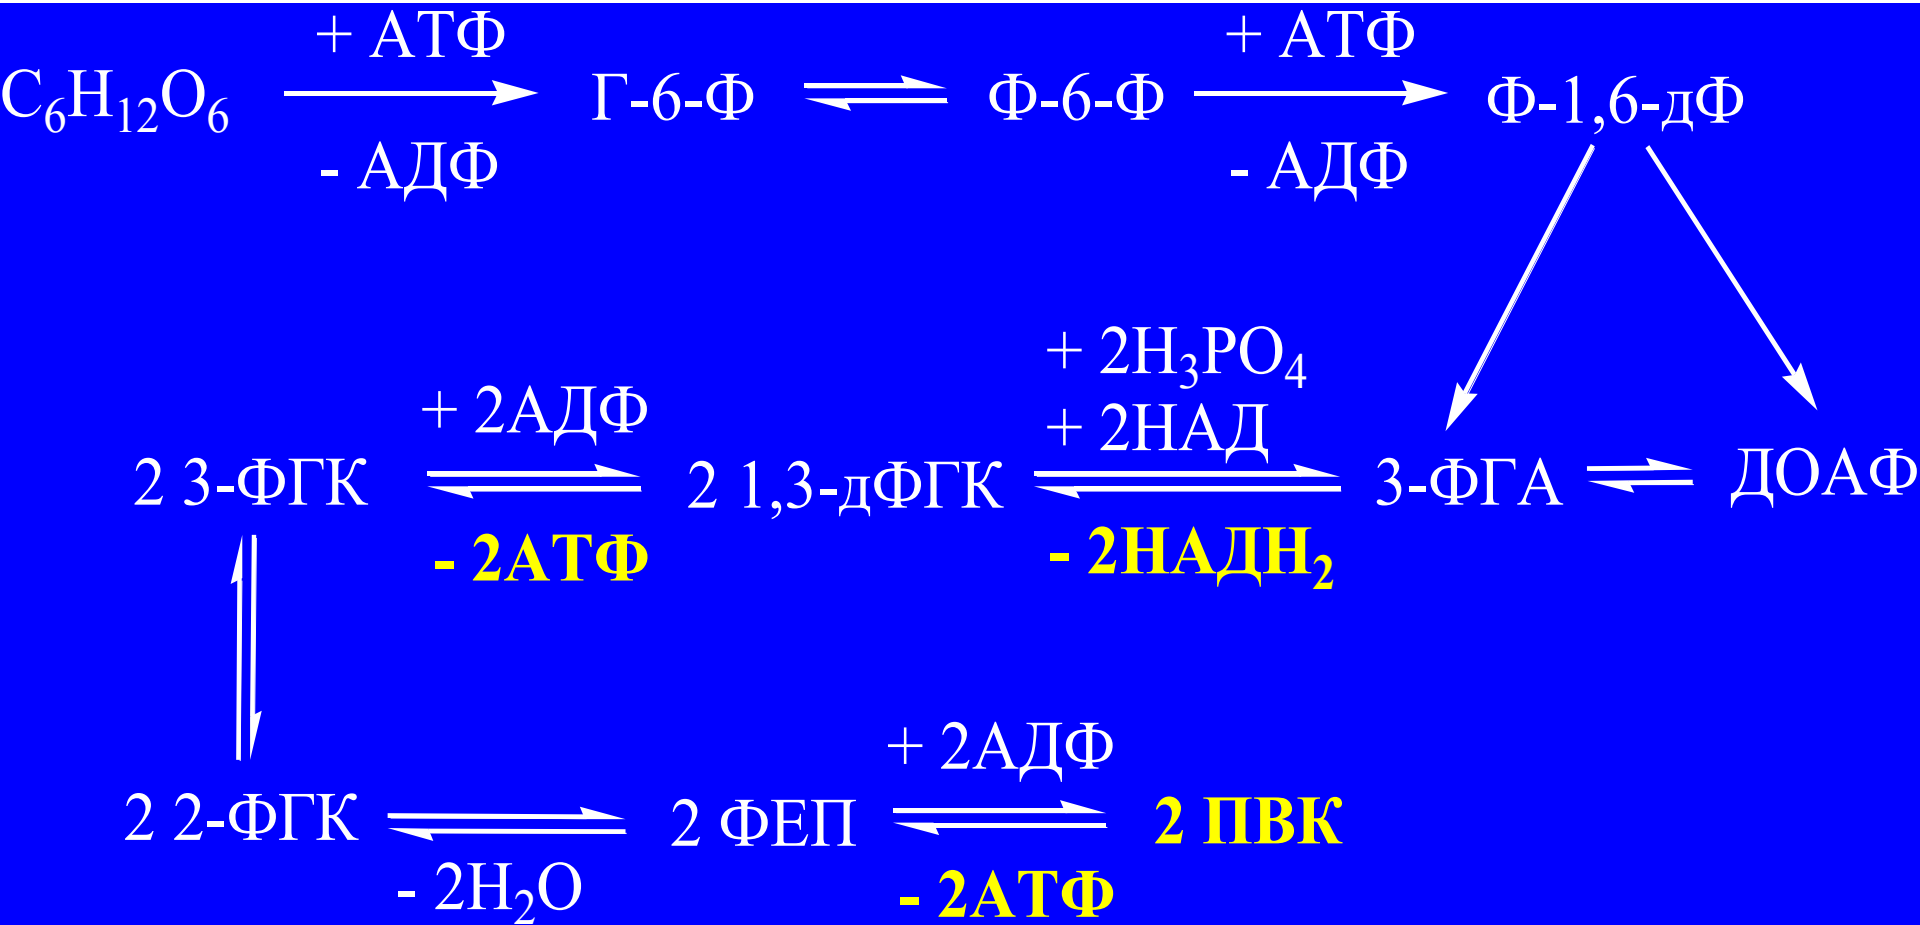 + АТФ
+ АТФ
C₆H₁₂O₆ Г-6-Ф Ф-6-Ф Ф-1,6-дФ
- АДФ
- АДФ
+ 2H₃PO₄
+ 2АДФ
+ 2НАД
2 3-ФГК 2 1,3-дФГК 3-ФГА ДОАФ
- 2АТФ
- 2НАДН₂
+ 2АДФ
2 2-ФГК 2 ФЕП 2 ПВК
- 2H₂O
- 2АТФ